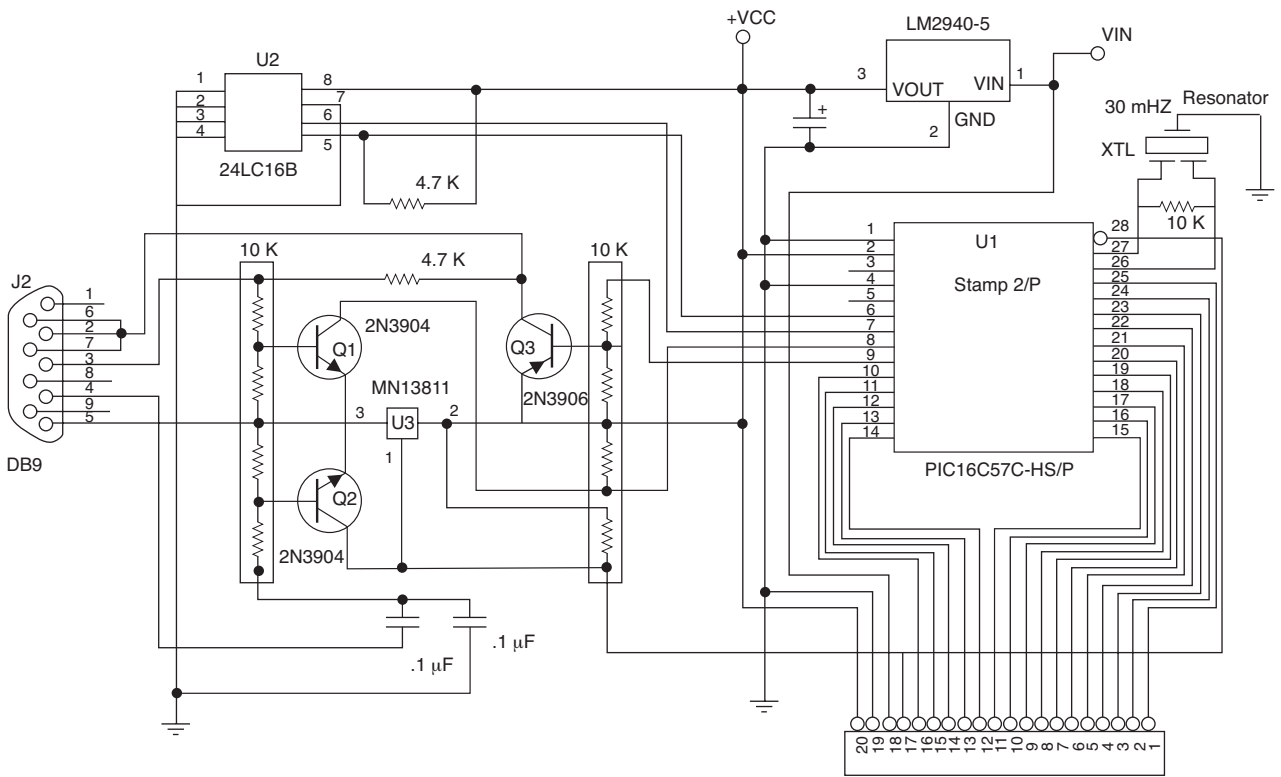 +VCC
LM2940-5
VIN
U2
1
2
3
4
8
7
6
5
24LC16B
3
VOUT
VIN
1
+
2
GND
30 mHZ
Resonator
XTL
10 K
4.7 K
10 K
4.7 K
10 K
J2
1
6
2
7
3
8
4
9
5
DB9
2N3904
Q1
Q3
2N3906
MN13811
3
U3
2
1
Q2
2N3904
.1 μF
.1 μF
U1
Stamp 2/P
1
2
3
4
5
6
7
8
9
10
11
12
13
14
28
27
26
25
24
23
22
21
20
19
18
17
16
15
PIC16C57C-HS/P
20
19
18
17
16
15
14
13
12
11
10
9
8
7
6
5
4
3
2
1